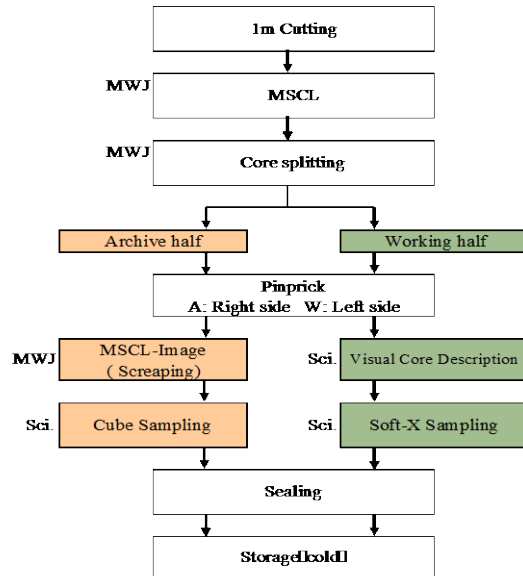 1m Cutting
MWJ
MSCL
MWJ
Core splitting
Archive half
Working half
Pinprick
A: Right side W: Left side
MWJ
MSCL-Image
( Screaping)
Sci.
Visual Core Description
Sci.
Cube Sampling
Sci.
Soft-X Sampling
Sealing
Storage▯cold▯